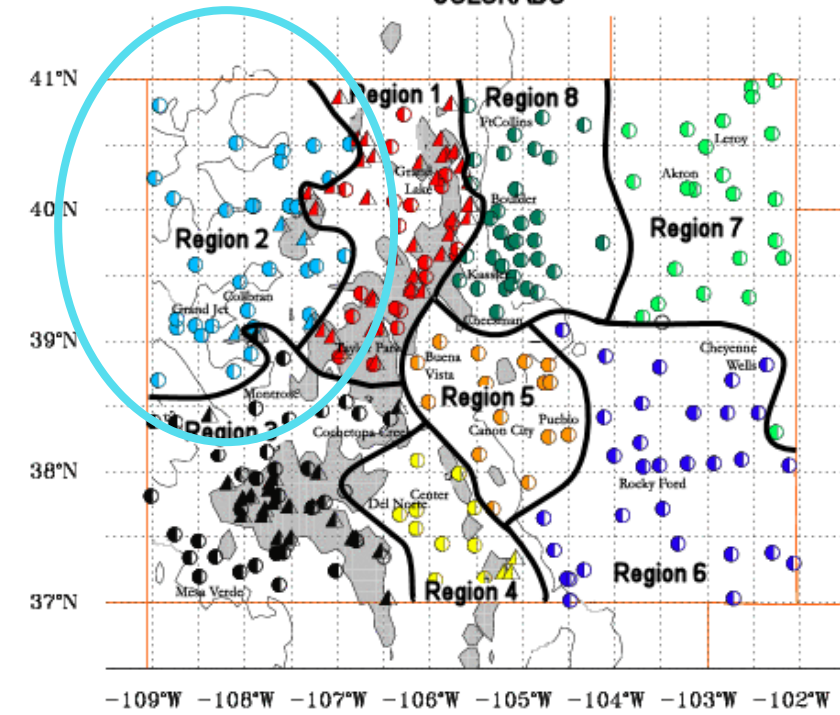 COLORADO
41°N
Region 1
Region 8
FtCollins
Leroy
Grand
Lake
Akron
Boulder
40°N
Region 2
Region 7
Kassler
Collbran
Grand Jct
Cheesman
39°N
Taylor Park
Buena
Vista
Cheyenne
Wells
Montrose
Region 5
Region 3
Cochetopa Creek
Canon City
Pueblo
38°N
Rocky Ford
Del Norte
Center
Mesa Verde
Region 4
Region 6
37°N
-109°W -108°W -107°W -106°W -105°W -104°W -103°W -102°W